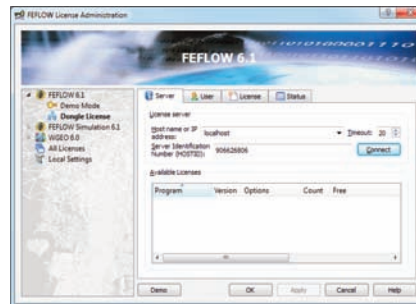 FEFLOW License Administration
FEFLOW 6.1
FEFLOW 6.1
Demo Mode
Dongle License
FEFLOW Simulation 6.1
WGEO 6.0
All Licenses
Local Settings
Server User License Status
License server
Host name or IP address: localhost Timeout: 20
Server Identification Number (HOSTID): 906626806 Connect
Available Licenses
Program Version Options Count Free
Demo OK Apply Cancel Help